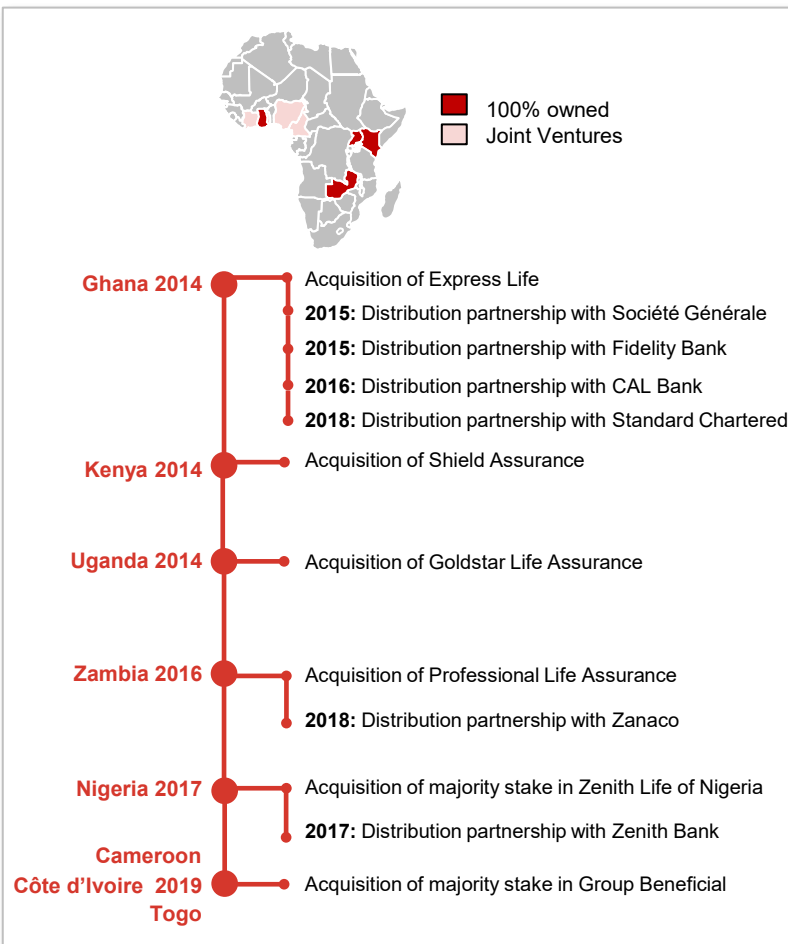 100% owned
Joint Ventures
Ghana 2014
Acquisition of Express Life
2015: Distribution partnership with Société Générale
2015: Distribution partnership with Fidelity Bank
2016: Distribution partnership with CAL Bank
2018: Distribution partnership with Standard Chartered
Kenya 2014
Acquisition of Shield Assurance
Uganda 2014
Acquisition of Goldstar Life Assurance
Zambia 2016
Acquisition of Professional Life Assurance
2018: Distribution partnership with Zanaco
Nigeria 2017
Acquisition of majority stake in Zenith Life of Nigeria
2017: Distribution partnership with Zenith Bank
Cameroon
Côte d’Ivoire 2019
Togo
Acquisition of majority stake in Group Beneficial